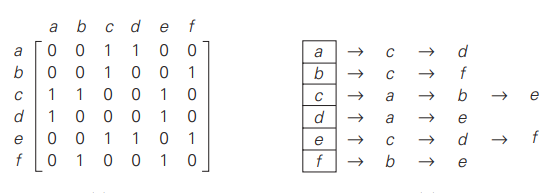 a b c d e f
a 0 0 1 1 0 0
b 0 0 1 0 0 1
c 1 1 0 0 1 0
d 1 0 0 0 1 0
e 0 0 1 1 0 1
f 0 1 0 0 1 0
a → c → d
b → c → f
c → a → b → e
d → a → e
e → c → d → f
f → b → e